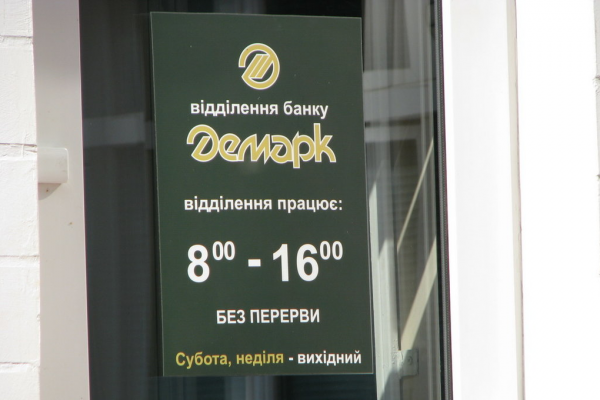 відділення банку
Демарк
відділення працює:
8⁰⁰ - 16⁰⁰
БЕЗ ПЕРЕРВИ
Субота, неділя - вихідний